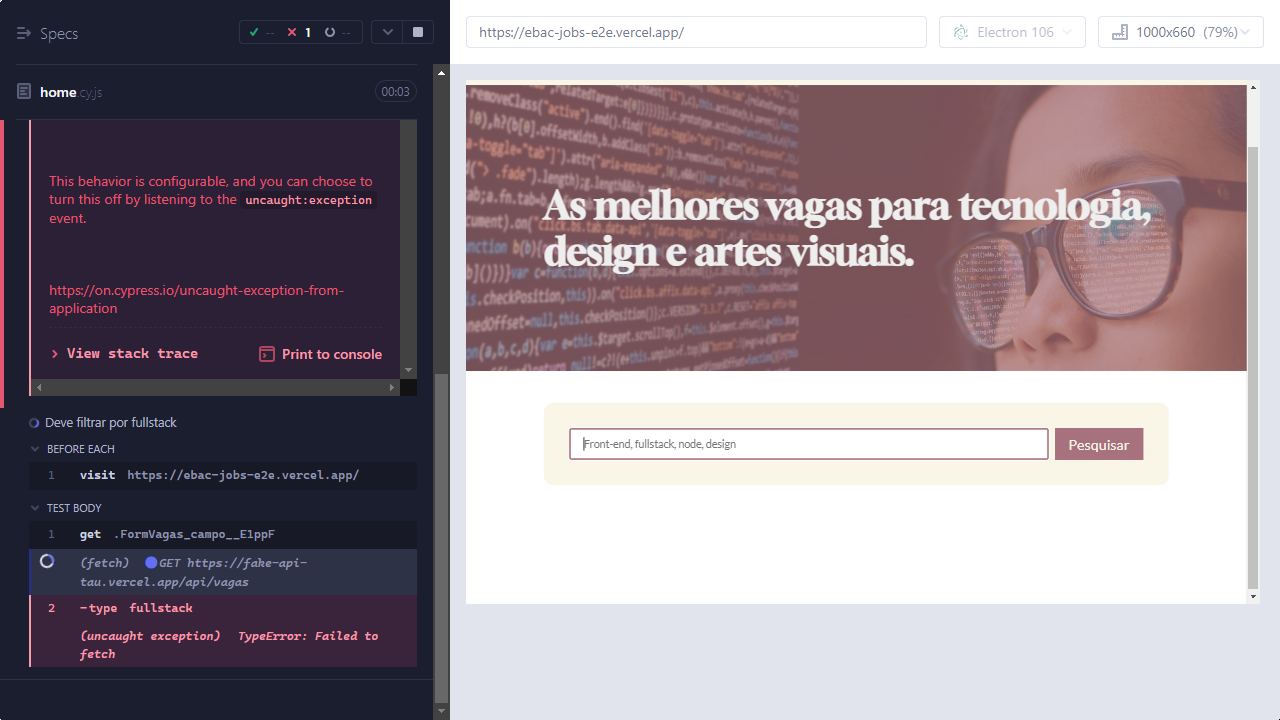 Specs
--
1
--
home.cy.js
00:03
This behavior is configurable, and you can choose to
turn this off by listening to the uncaught:exception
event.
https://on.cypress.io/uncaught-exception-from-
application
View stack trace
Print to console
Deve filtrar por fullstack
BEFORE EACH
1 visit https://ebac-jobs-e2e.vercel.app/
TEST BODY
1 get .FormVagas_campo__E1ppF
(fetch) GET https://fake-api-
tau.vercel.app/api/vagas
2 -type fullstack
(uncaught exception) TypeError: Failed to
fetch
https://ebac-jobs-e2e.vercel.app/
Electron 106
1000x660 (79%)
As melhores vagas para tecnologia,
design e artes visuais.
Front-end, fullstack, node, design
Pesquisar